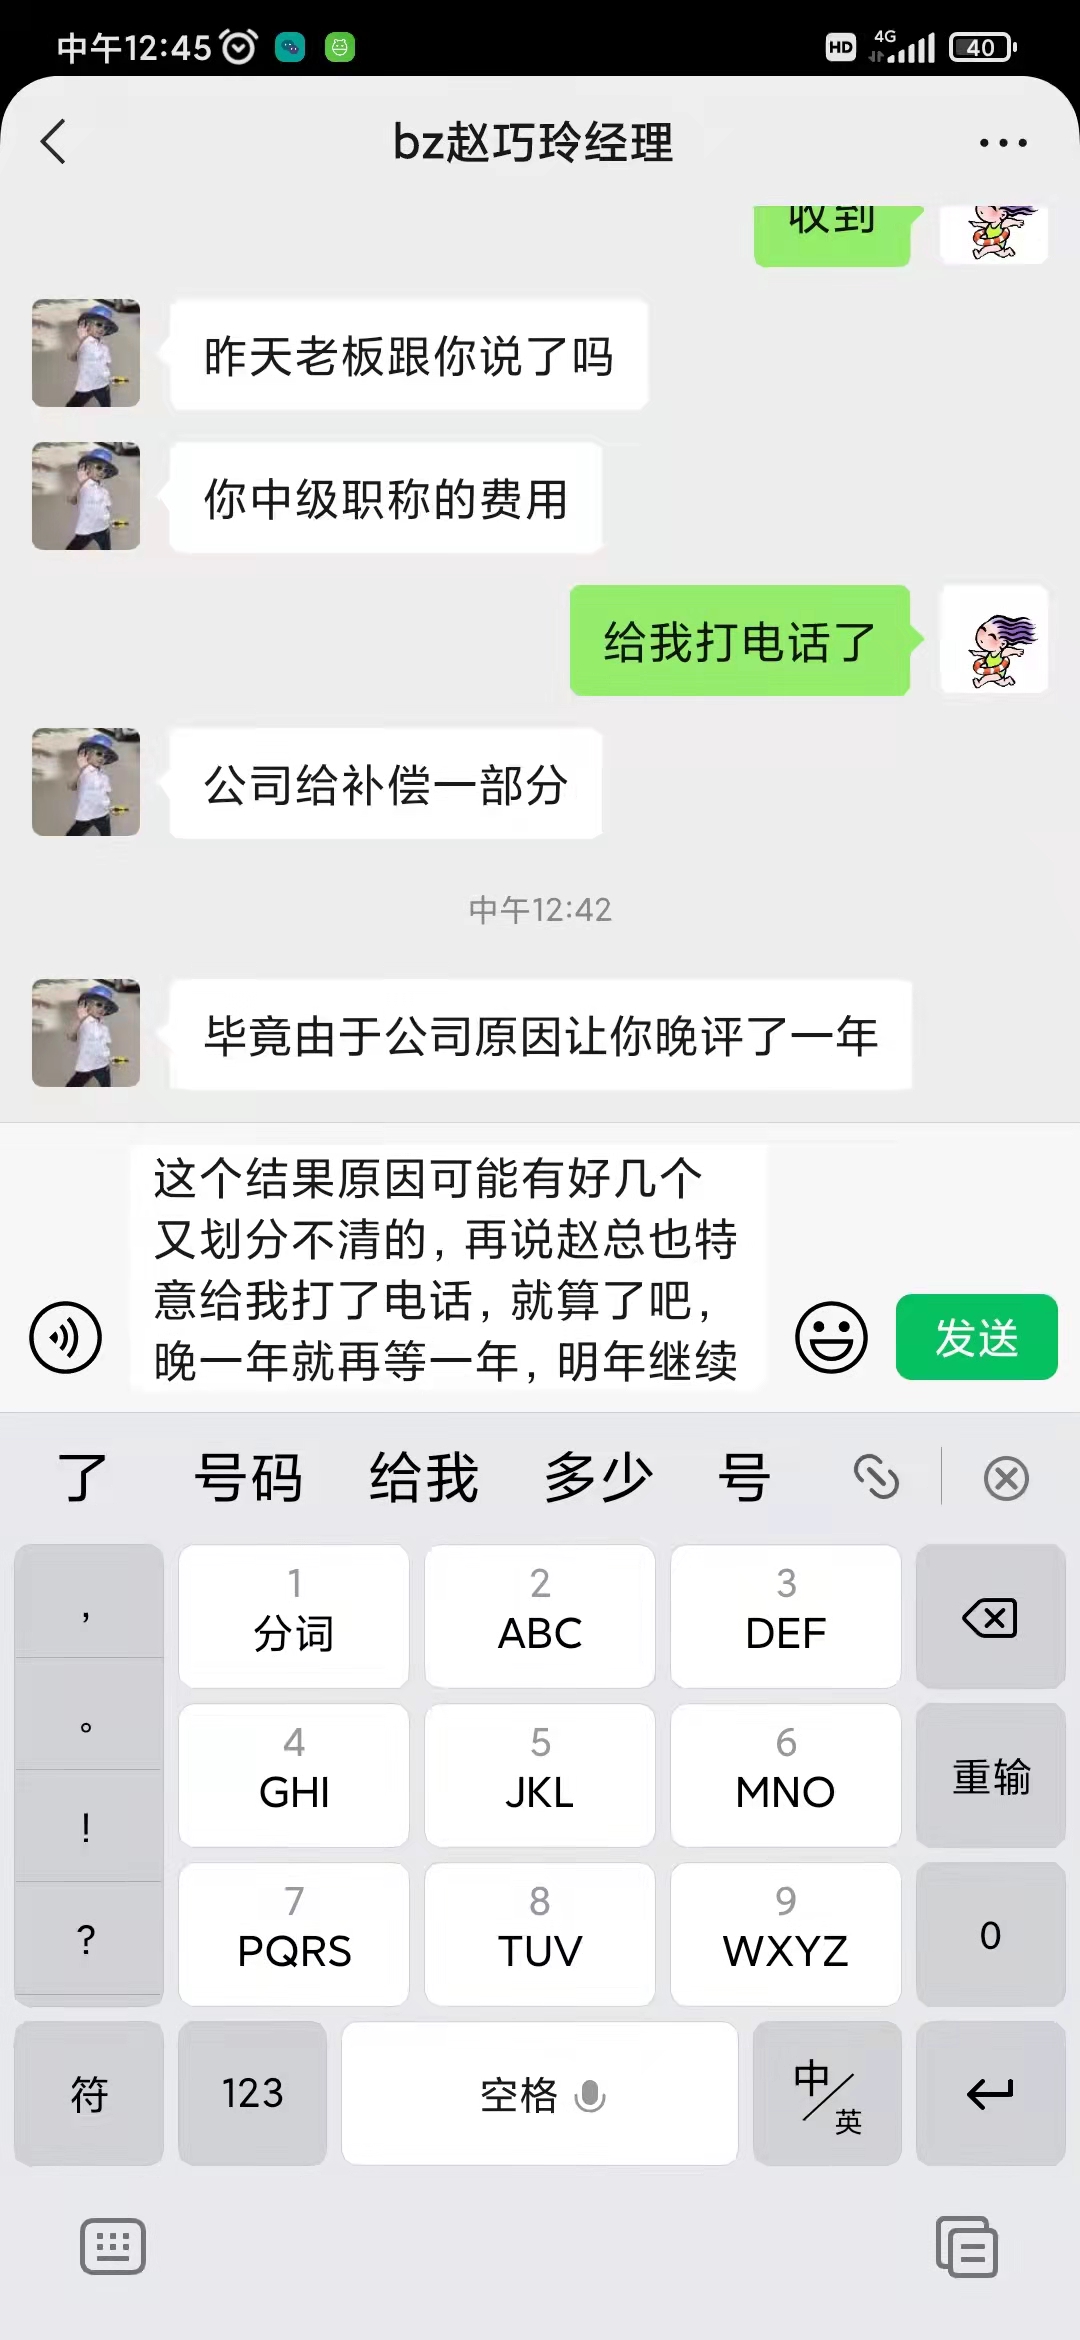 中午12:45
HD 4G 40
bz赵巧玲经理
收到
昨天老板跟你说了吗
你中级职称的费用
给我打电话了
公司给补偿一部分
中午12:42
毕竟由于公司原因让你晚评了一年
这个结果原因可能有好几个
又划分不清的，再说赵总也特
意给我打了电话，就算了吧，
晚一年就再等一年，明年继续
发送
了 号码 给我 多少 号
， 1 2 3
分词 ABC DEF
。 4 5 6
GHI JKL MNO 重输
! 7 8 9
? PQRS TUV WXYZ 0
符 123 空格 中/英